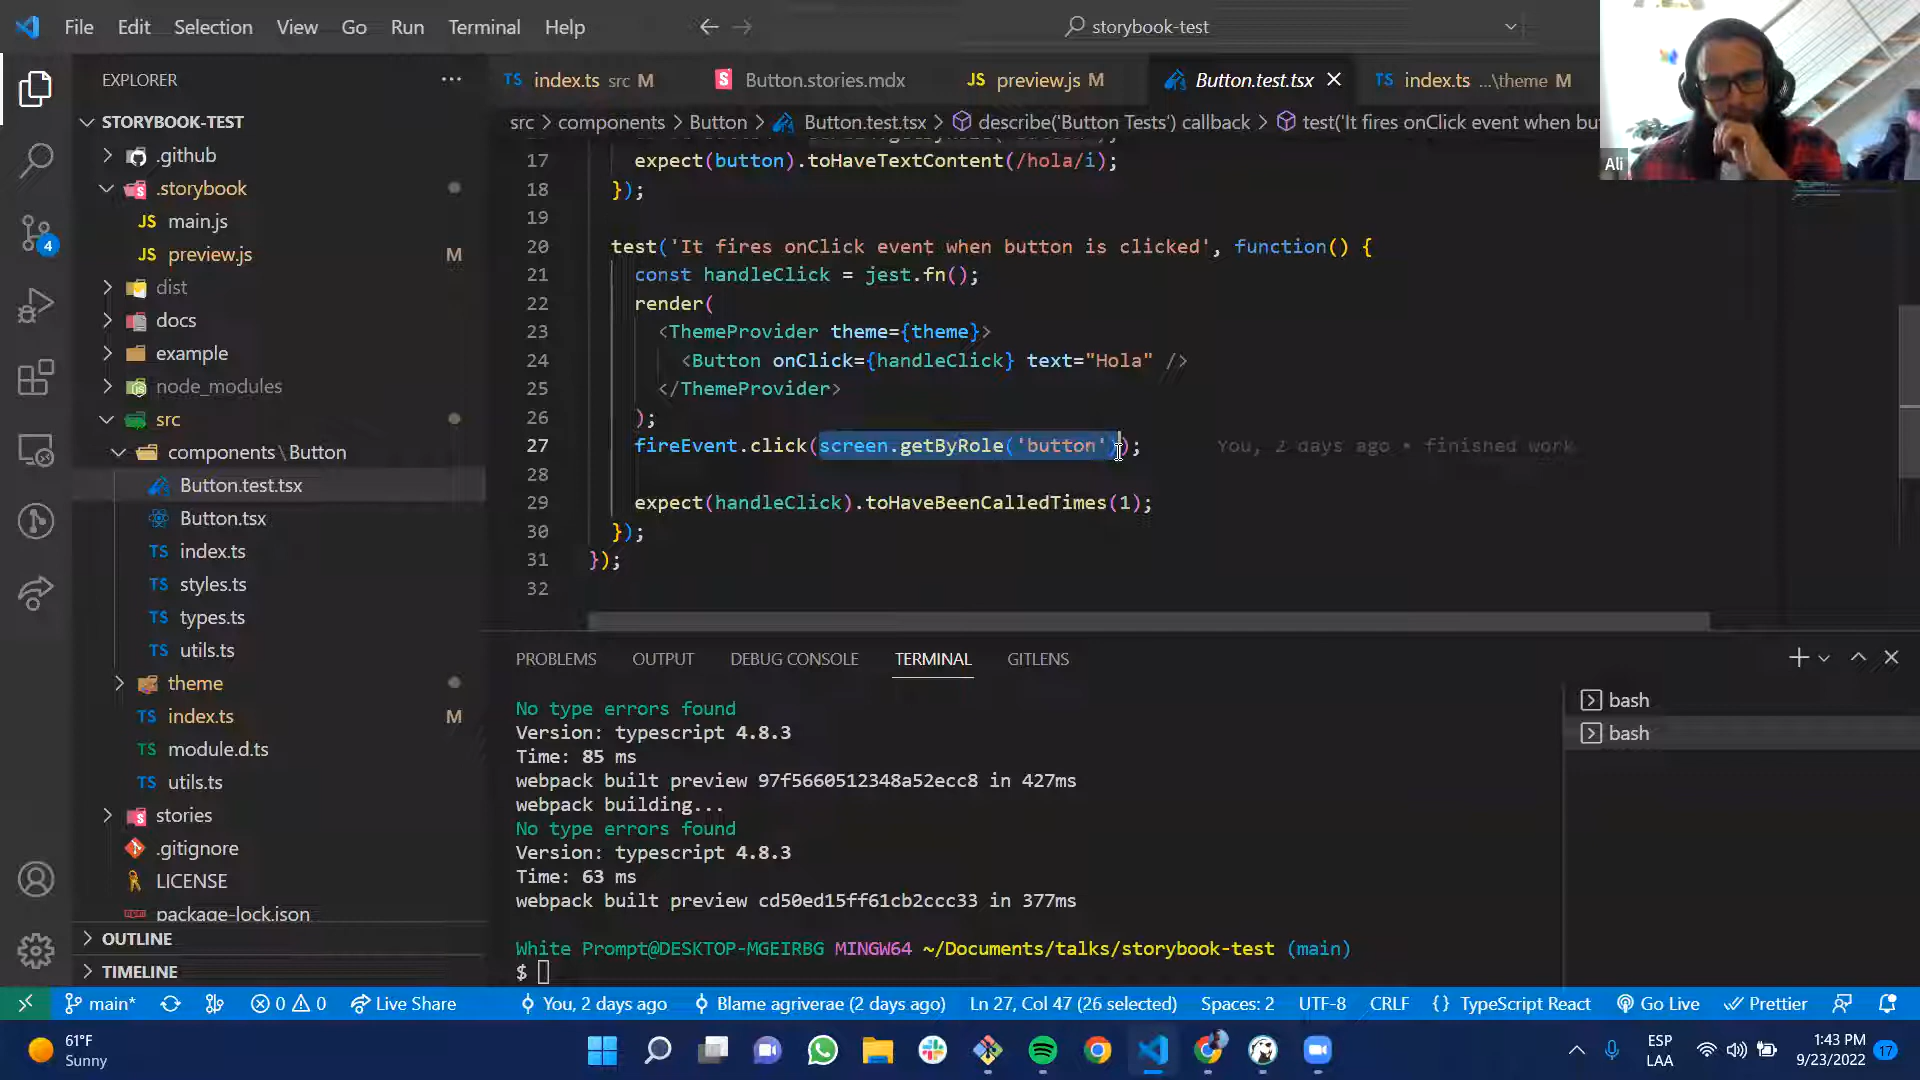 File Edit Selection View Go Run Terminal Help
storybook-test
EXPLORER
STORYBOOK-TEST
.github
.storybook
JS main.js
JS preview.js M
dist
docs
example
node_modules
src
components\Button
Button.test.tsx
Button.tsx
TS index.ts
TS styles.ts
TS types.ts
TS utils.ts
theme
TS index.ts M
TS module.d.ts
TS utils.ts
stories
.gitignore
LICENSE
package-lock.json
OUTLINE
TIMELINE
4
TS index.ts src M
Button.stories.mdx
JS preview.js M
Button.test.tsx
TS index.ts ...\theme M
src > components > Button > Button.test.tsx > describe('Button Tests') callback > test('It fires onClick event when bu
17 expect(button).toHaveTextContent(/hola/i);
18 });
19
20 test('It fires onClick event when button is clicked', function() {
21 const handleClick = jest.fn();
22 render(
23 <ThemeProvider theme={theme}>
24 <Button onClick={handleClick} text="Hola" />
25 </ThemeProvider>
26 );
27 fireEvent.click(screen.getByRole('button')); You, 2 days ago • finished work
28
29 expect(handleClick).toHaveBeenCalledTimes(1);
30 });
31 });
32
Ali
PROBLEMS OUTPUT DEBUG CONSOLE TERMINAL GITLENS
No type errors found
Version: typescript 4.8.3
Time: 85 ms
webpack built preview 97f5660512348a52ecc8 in 427ms
webpack building...
No type errors found
Version: typescript 4.8.3
Time: 63 ms
webpack built preview cd50ed15ff61cb2ccc33 in 377ms
White Prompt@DESKTOP-MGEIRBG MINGW64 ~/Documents/talks/storybook-test (main)
$
bash
bash
main* 0 0 Live Share You, 2 days ago Blame agriverae (2 days ago) Ln 27, Col 47 (26 selected) Spaces: 2 UTF-8 CRLF {} TypeScript React Go Live Prettier
61°F
Sunny
ESP
LAA
1:43 PM
9/23/2022
17